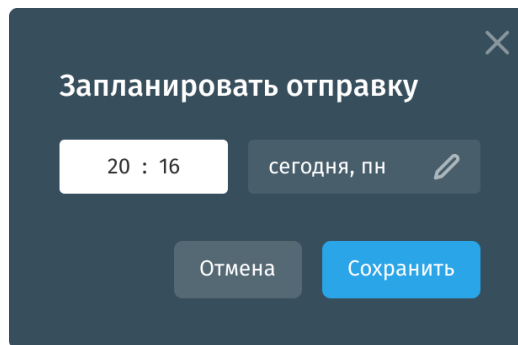 Запланировать отправку
20 : 16
сегодня, пн
Отмена
Сохранить